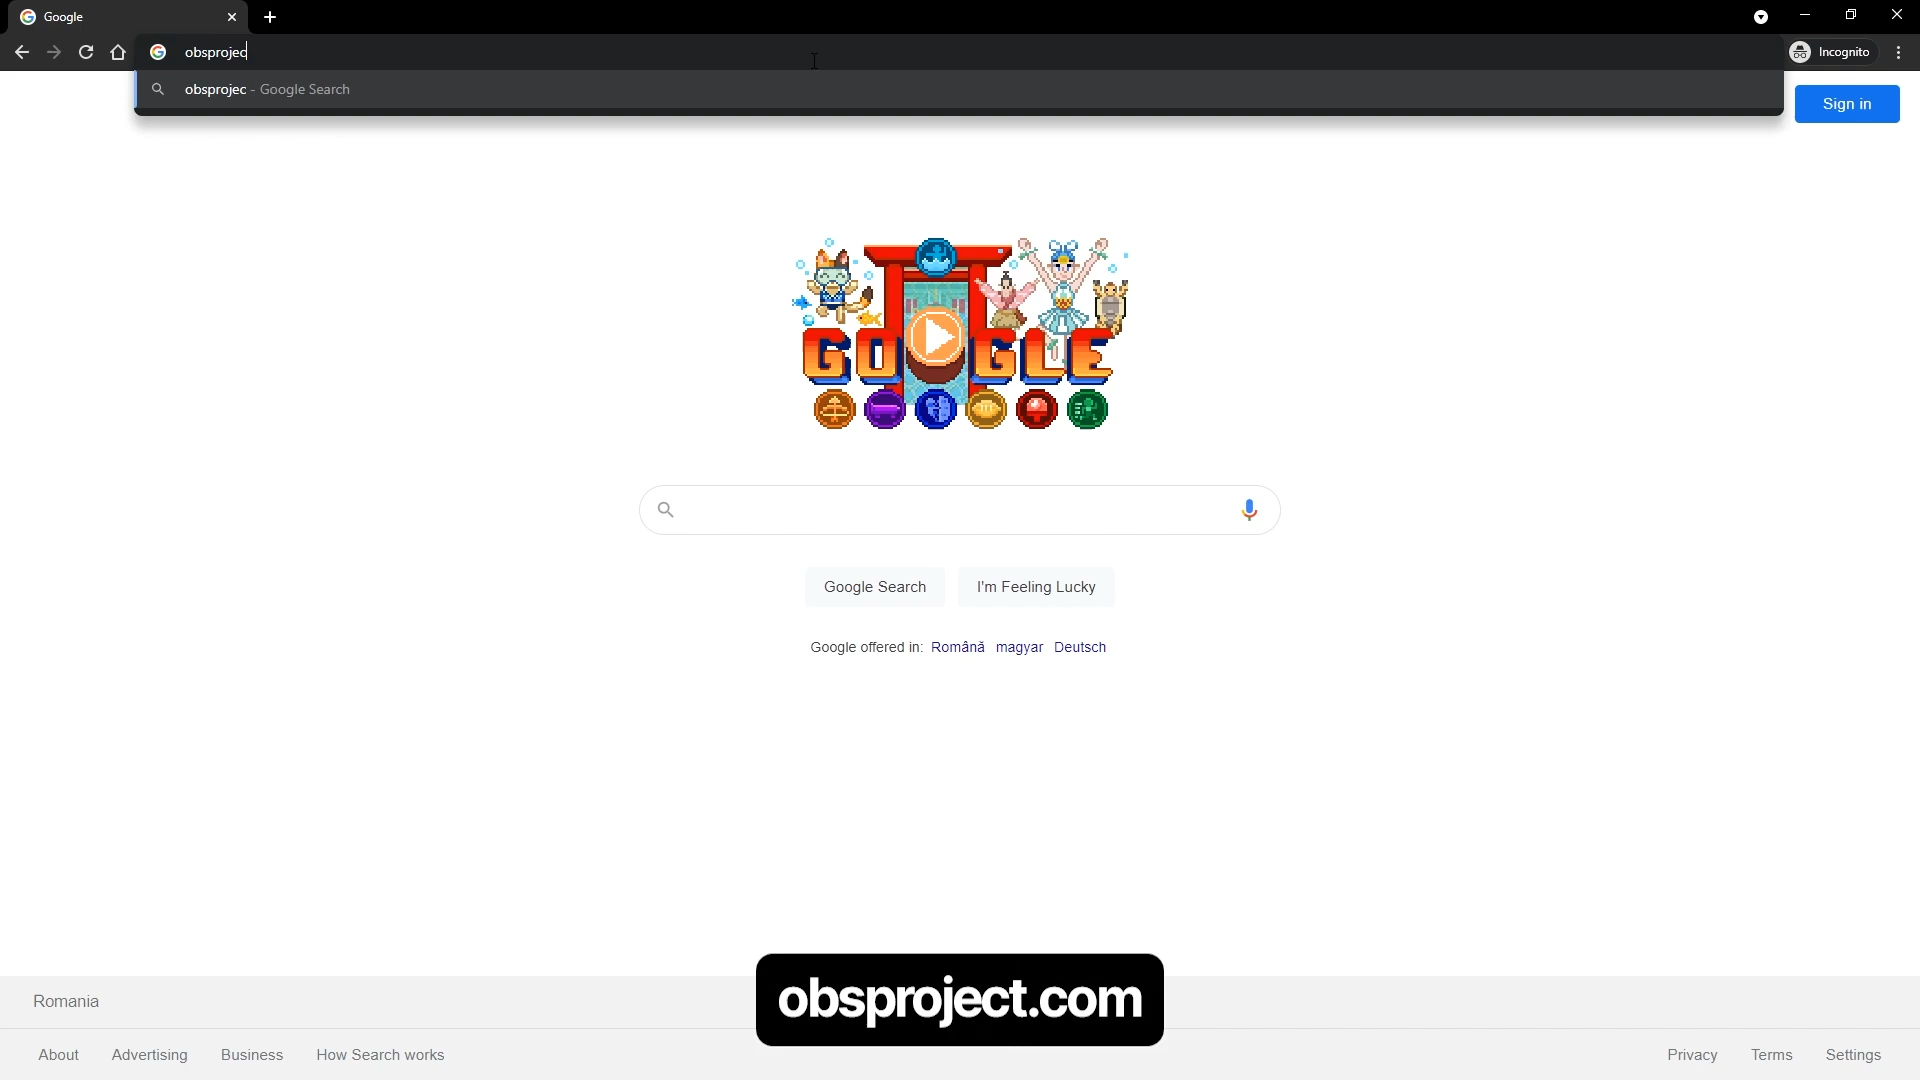 Google
obsprojec
Incognito
obsprojec - Google Search
Sign in
GOOGLE
Google Search
I'm Feeling Lucky
Google offered in: Română magyar Deutsch
obsproject.com
Romania
About Advertising Business How Search works
Privacy Terms Settings